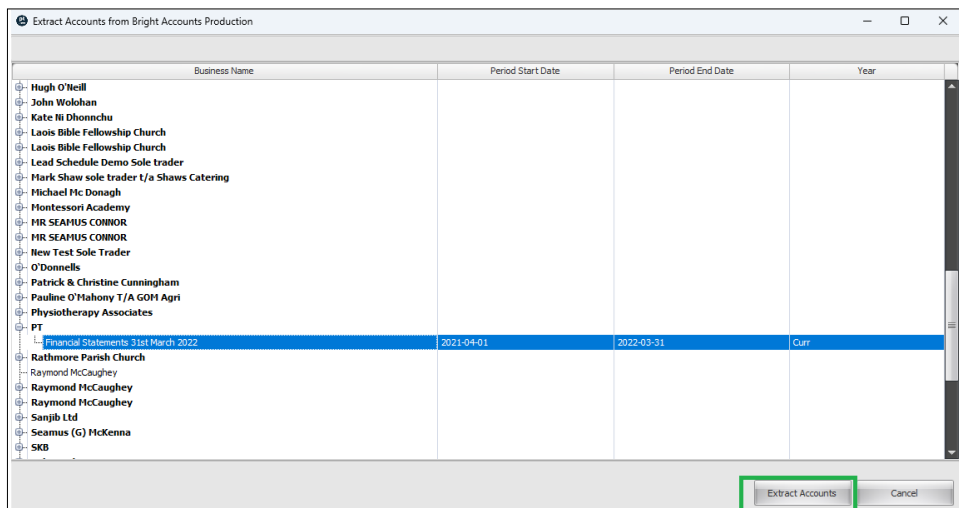 Extract Accounts from Bright Accounts Production
Business Name Period Start Date Period End Date Year
Hugh O'Neill
John Wolohan
Kate Ni Dhonnchu
Laois Bible Fellowship Church
Laois Bible Fellowship Church
Lead Schedule Demo Sole trader
Mark Shaw sole trader t/a Shaws Catering
Michael Mc Donagh
Montessori Academy
MR SEAMUS CONNOR
MR SEAMUS CONNOR
New Test Sole Trader
O'Donnells
Patrick & Christine Cunningham
Pauline O'Mahony T/A GOM Agri
Physiotherapy Associates
PT
Financial Statements 31st March 2022 2021-04-01 2022-03-31 Curr
Rathmore Parish Church
Raymond McCaughey
Raymond McCaughey
Raymond McCaughey
Sanjib Ltd
Seamus (G) McKenna
SKB
Extract Accounts Cancel